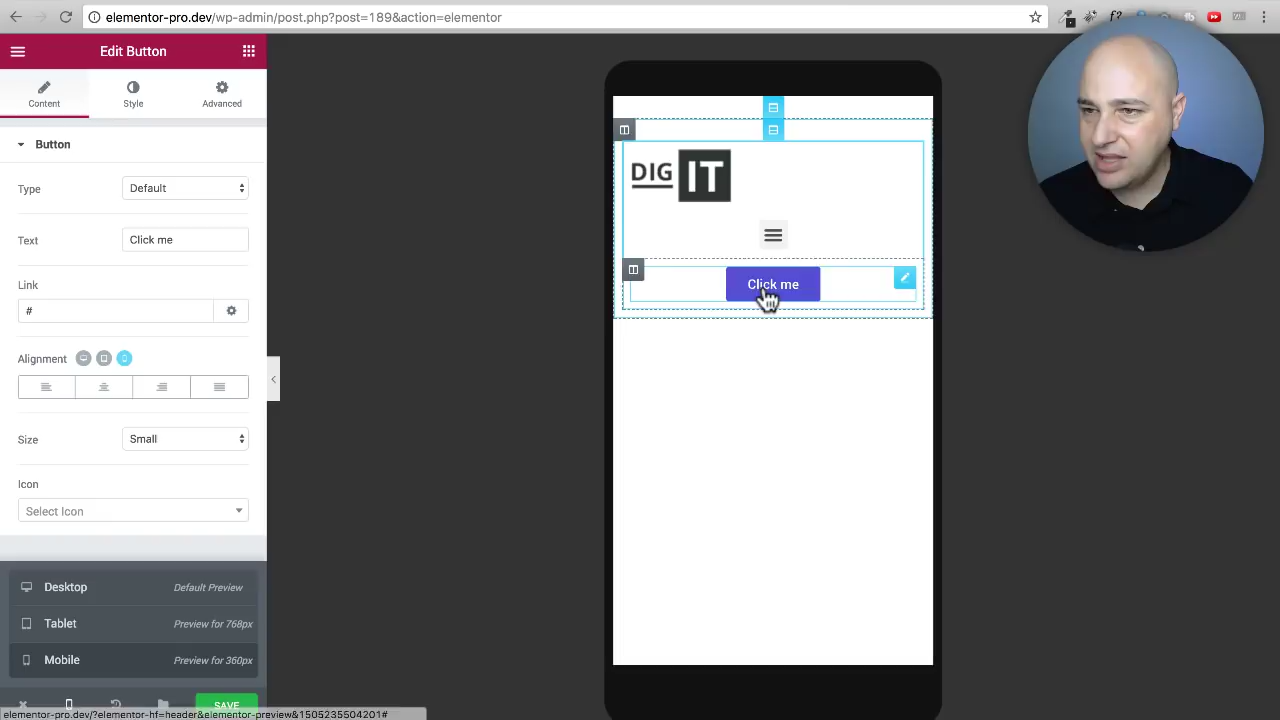 elementor-pro.dev/wp-admin/post.php?post=189&action=elementor
Edit Button
Content
Style
Advanced
Button
Type
Default
Text
Click me
Link
#
Alignment
Size
Small
Icon
Select Icon
Desktop
Default Preview
Tablet
Preview for 768px
Mobile
Preview for 360px
SAVE
elementor-pro.dev/?elementor-hf=header&elementor-preview&1505235504201#
DIG IT
Click me